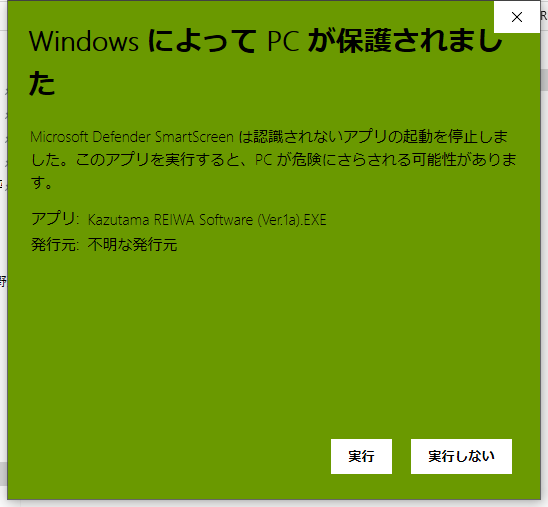 Windows によって PC が保護されまし
た
Microsoft Defender SmartScreen は認識されないアプリの起動を停止しま
した。このアプリを実行すると、PC が危険にさらされる可能性がありま
す。
アプリ: Kazutama REIWA Software (Ver.1a).EXE
発行元: 不明な発行元
実行
実行しない